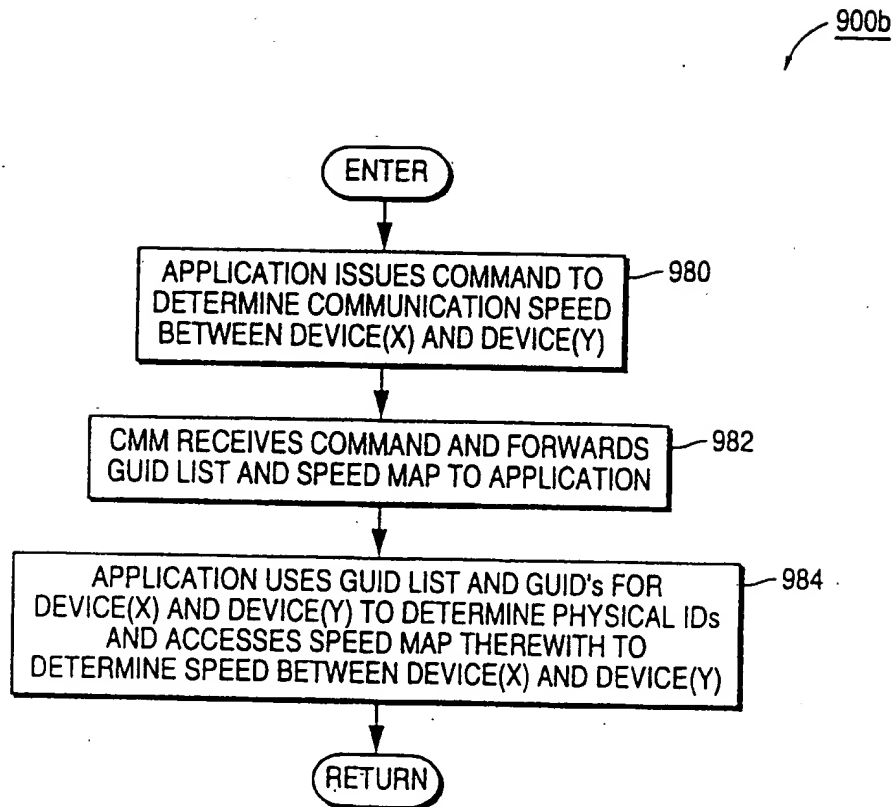 900b
ENTER
APPLICATION ISSUES COMMAND TO
DETERMINE COMMUNICATION SPEED
BETWEEN DEVICE(X) AND DEVICE(Y)
980
CMM RECEIVES COMMAND AND FORWARDS
GUID LIST AND SPEED MAP TO APPLICATION
982
APPLICATION USES GUID LIST AND GUID's FOR
DEVICE(X) AND DEVICE(Y) TO DETERMINE PHYSICAL IDs
AND ACCESSES SPEED MAP THEREWITH TO
DETERMINE SPEED BETWEEN DEVICE(X) AND DEVICE(Y)
984
RETURN